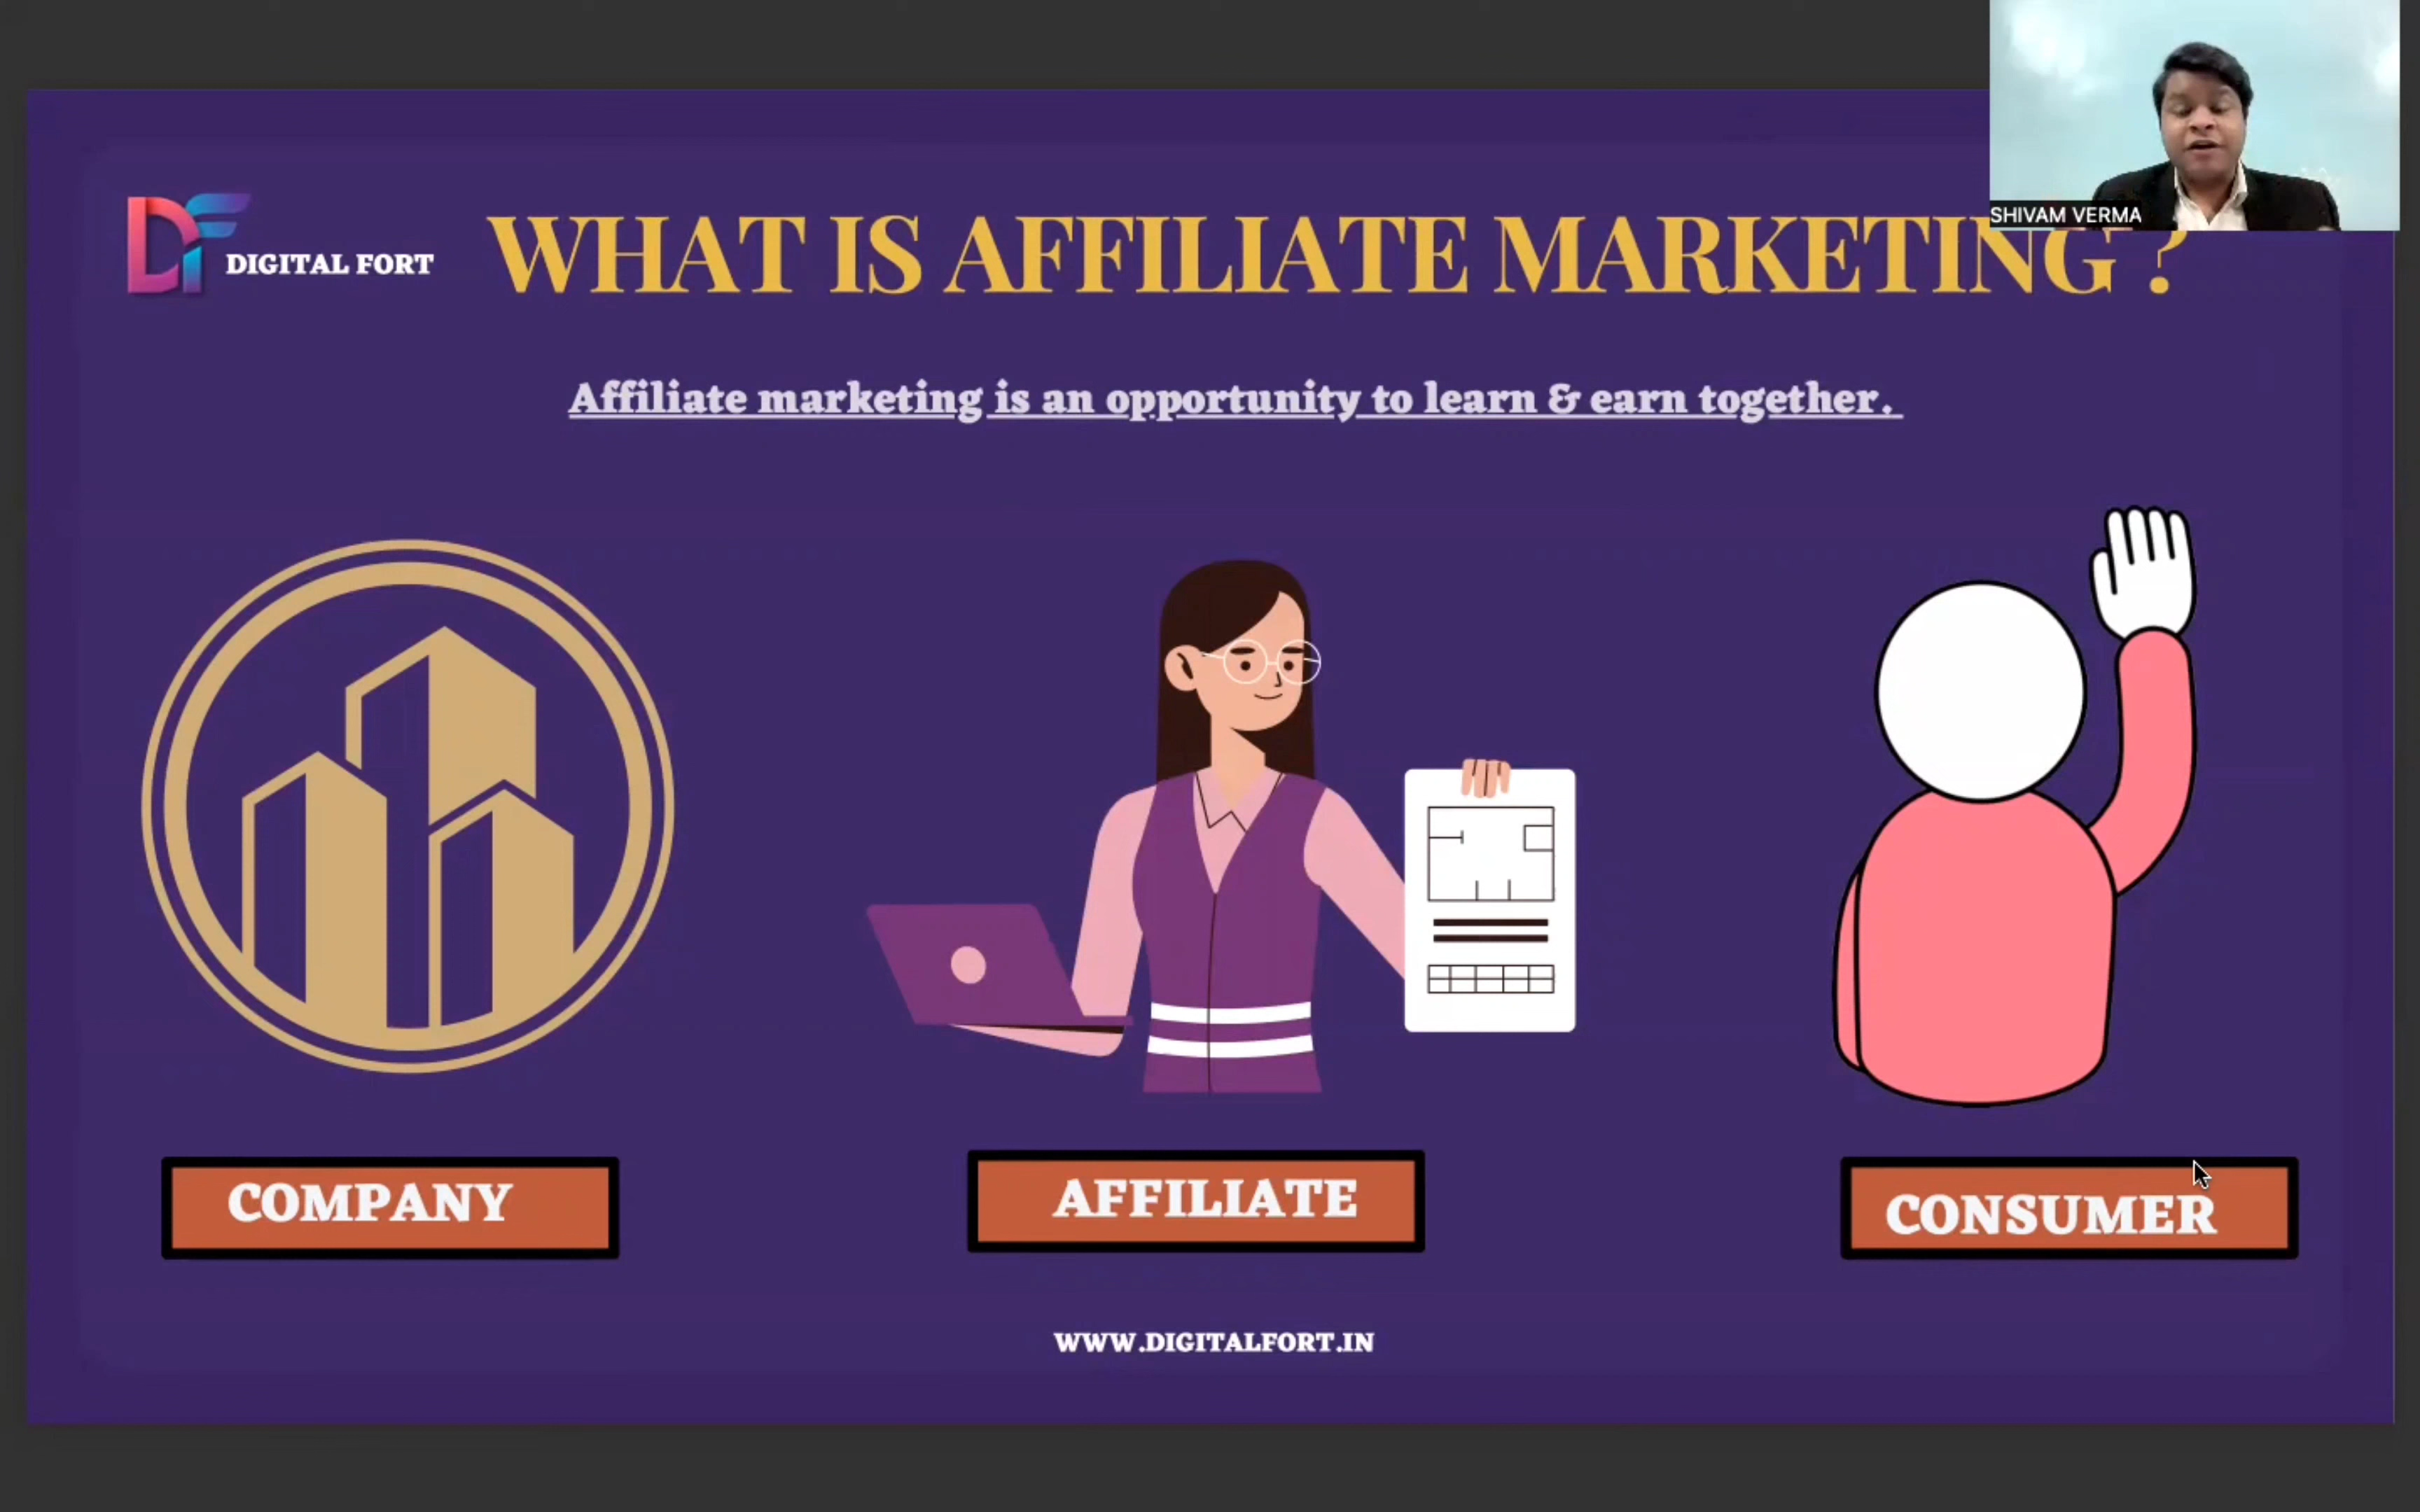 SHIVAM VERMA
DIGITAL FORT
WHAT IS AFFILIATE MARKETING ?
Affiliate marketing is an opportunity to learn & earn together.
COMPANY
AFFILIATE
CONSUMER
WWW.DIGITALFORT.IN